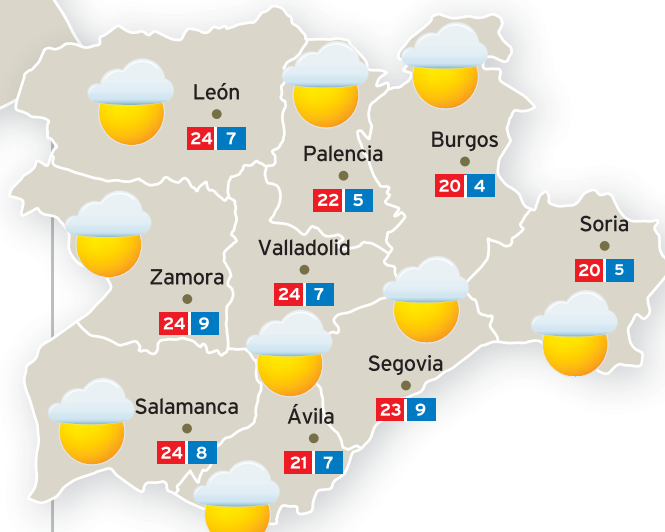 León
24 7
Palencia
22 5
Burgos
20 4
Soria
20 5
Valladolid
24 7
Zamora
24 9
Segovia
23 9
Salamanca
24 8
Ávila
21 7